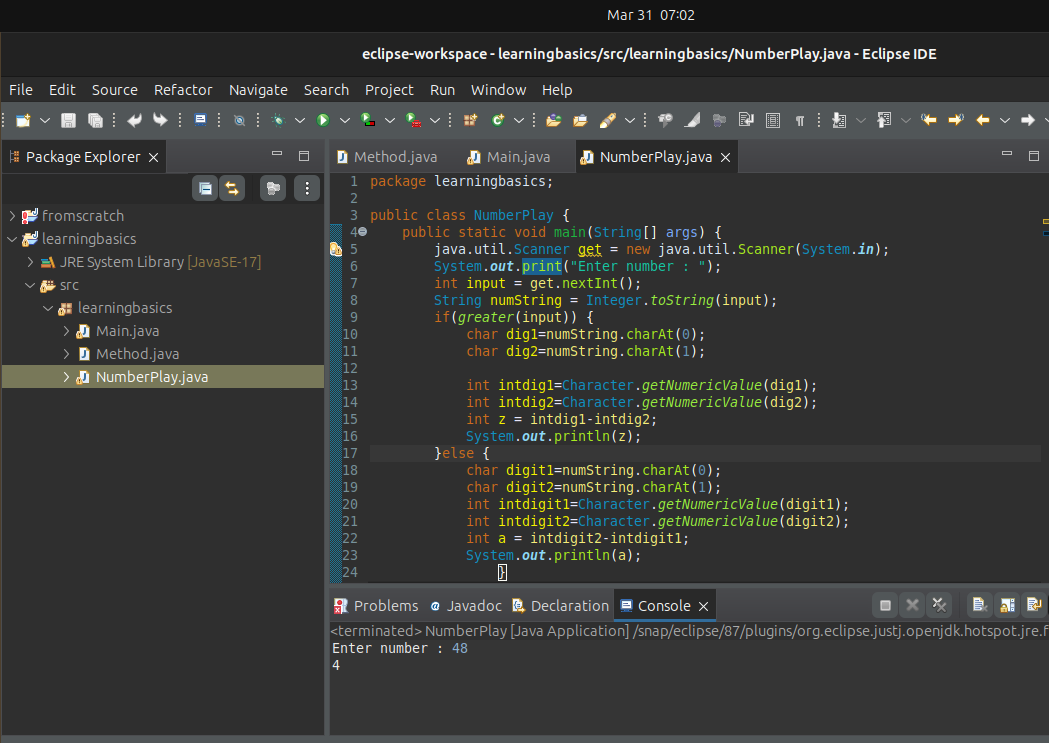 Mar 31 07:02
eclipse-workspace - learningbasics/src/learningbasics/NumberPlay.java - Eclipse IDE
File Edit Source Refactor Navigate Search Project Run Window Help
Package Explorer
fromscratch
learningbasics
JRE System Library [JavaSE-17]
src
learningbasics
Main.java
Method.java
NumberPlay.java
Method.java Main.java NumberPlay.java
1 package learningbasics;
2
3 public class NumberPlay {
4 public static void main(String[] args) {
5 java.util.Scanner get = new java.util.Scanner(System.in);
6 System.out.print("Enter number : ");
7 int input = get.nextInt();
8 String numString = Integer.toString(input);
9 if(greater(input)) {
10 char dig1=numString.charAt(0);
11 char dig2=numString.charAt(1);
12
13 int intdig1=Character.getNumericValue(dig1);
14 int intdig2=Character.getNumericValue(dig2);
15 int z = intdig1-intdig2;
16 System.out.println(z);
17 }else {
18 char digit1=numString.charAt(0);
19 char digit2=numString.charAt(1);
20 int intdigit1=Character.getNumericValue(digit1);
21 int intdigit2=Character.getNumericValue(digit2);
22 int a = intdigit2-intdigit1;
23 System.out.println(a);
24 }
Problems Javadoc Declaration Console
<terminated> NumberPlay [Java Application] /snap/eclipse/87/plugins/org.eclipse.justj.openjdk.hotspot.jre.f
Enter number : 48
4